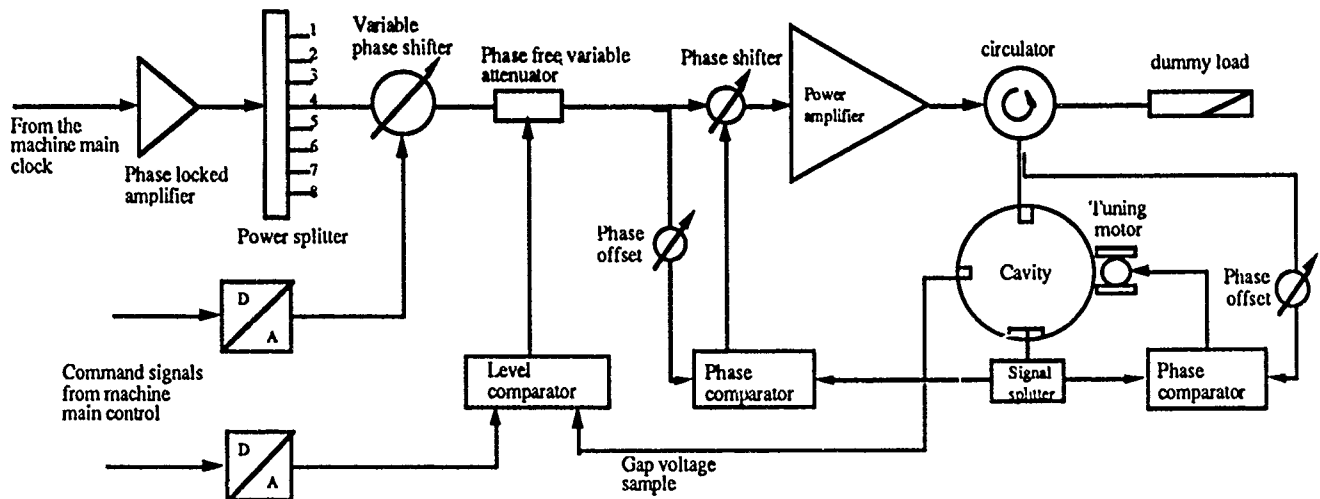 Variable
phase shifter
Phase free variable
attenuator
Phase shifter
circulator
dummy load
1
2
3
4
5
6
7
8
Power
amplifier
From the
machine main
clock
Phase locked
amplifier
Power splitter
Phase
offset
Tuning
motor
Cavity
Phase
offset
D
A
Command signals
from machine
main control
Level
comparator
Phase
comparator
Signal
splitter
Phase
comparator
D
A
Gap voltage
sample